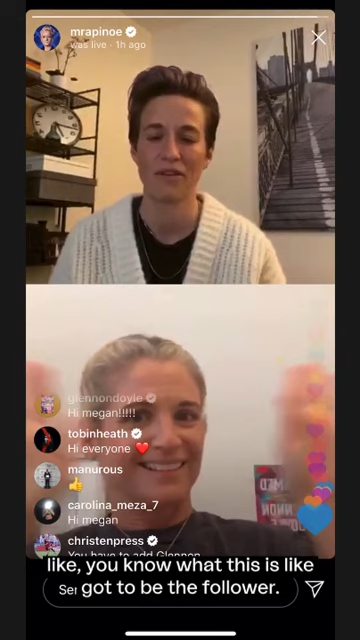 mrapinoe
was live · 1h ago
glennondoyle
Hi megan!!!!!
tobinheath
Hi everyone ❤️
manurous
👍
carolina_meza_7
Hi megan
christenpress
You have to add Glennon
like, you know what this is like
got to be the follower.